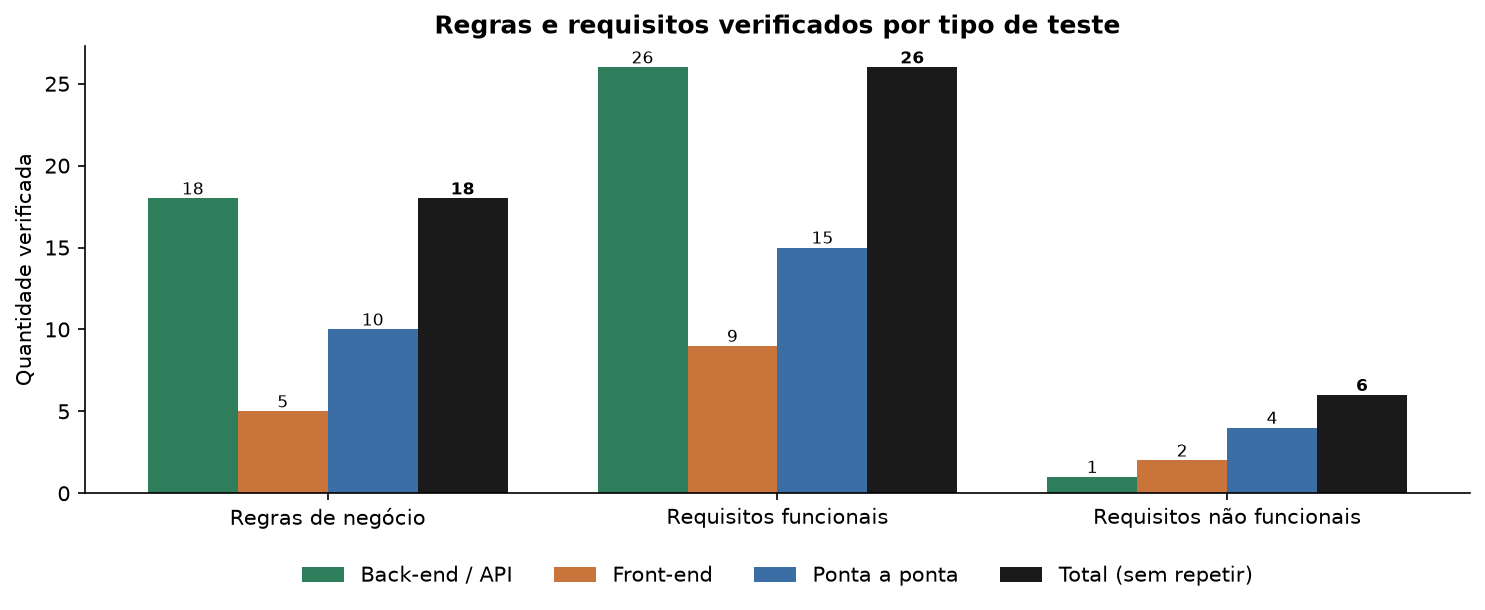 Regras e requisitos verificados por tipo de teste
Quantidade verificada
25
20
15
10
5
0
18
5
10
18
26
9
15
26
1
2
4
6
Regras de negócio
Requisitos funcionais
Requisitos não funcionais
Back-end / API
Front-end
Ponta a ponta
Total (sem repetir)